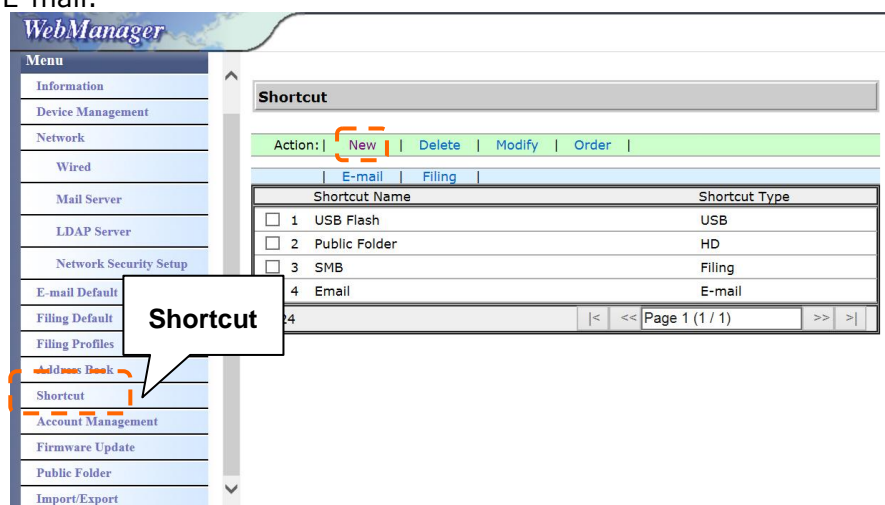 E-mail.
WebManager
Menu
Information
Device Management
Network
Wired
Mail Server
LDAP Server
Network Security Setup
E-mail Default
Filing Default
Filing Profiles
Address Book
Shortcut
Account Management
Firmware Update
Public Folder
Import/Export
Shortcut
Shortcut
Action:| New | Delete | Modify | Order |
| E-mail | Filing |
Shortcut Name Shortcut Type
1 USB Flash USB
2 Public Folder HD
3 SMB Filing
4 Email E-mail
24 |< << Page 1 (1 / 1) >> >|